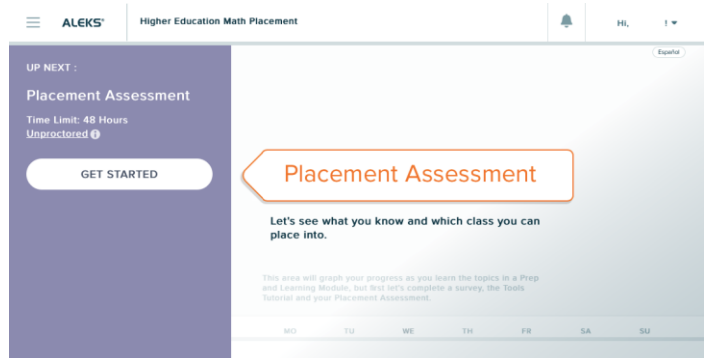 ALEKS® Higher Education Math Placement Hi, !
Español
UP NEXT :
Placement Assessment
Time Limit: 48 Hours
Unproctored
GET STARTED
Placement Assessment
Let's see what you know and which class you can
place into.
This area will graph your progress as you learn the topics in a Prep
and Learning Module, but first let's complete a survey, the Tools
Tutorial and your Placement Assessment.
MO TU WE TH FR SA SU